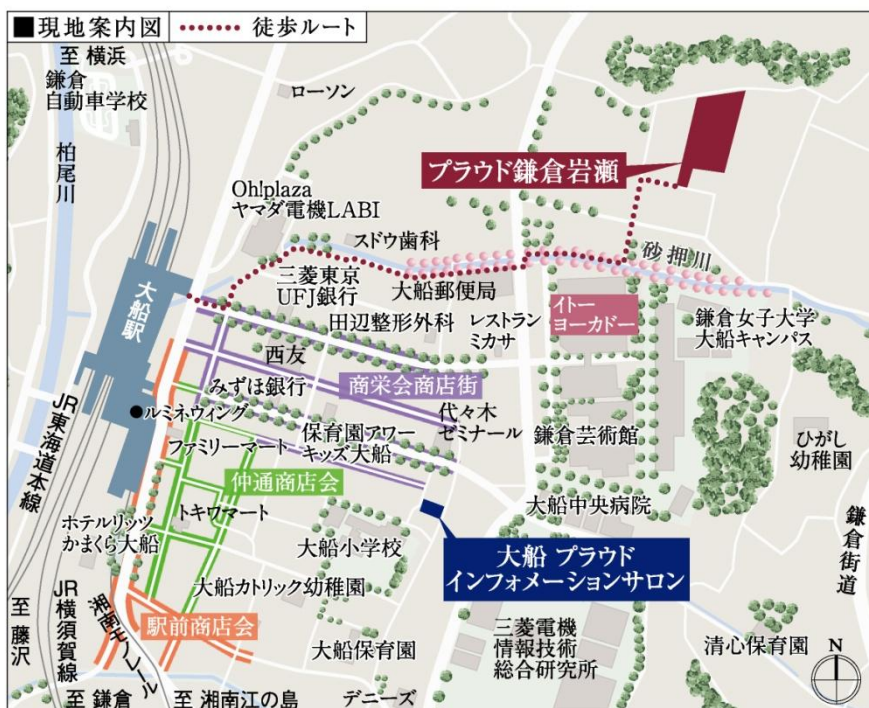 ■現地案内図
徒歩ルート
至 横浜
鎌倉
自動車学校
ローソン
柏尾川
プラウド鎌倉岩瀬
Oh!plaza
ヤマダ電機LABI
スドウ歯科
砂押川
大船駅
三菱東京
UFJ銀行
大船郵便局
田辺整形外科
レストラン
ミカサ
イトー
ヨーカドー
鎌倉女子大学
大船キャンパス
西友
みずほ銀行
商栄会商店街
ルミネウィング
代々木
ゼミナール
ファミリーマート
保育園アワー
キッズ大船
鎌倉芸術館
ひがし
幼稚園
JR東海道本線
仲通商店会
トキワマート
大船中央病院
ホテルリッツ
かまくら大船
大船小学校
大船 プラウド
インフォメーションサロン
鎌倉街道
大船カトリック幼稚園
JR横須賀線
湘南モノレール
至 藤沢
駅前商店会
大船保育園
三菱電機
情報技術
総合研究所
清心保育園
N
至 鎌倉
至 湘南江の島
デニーズ